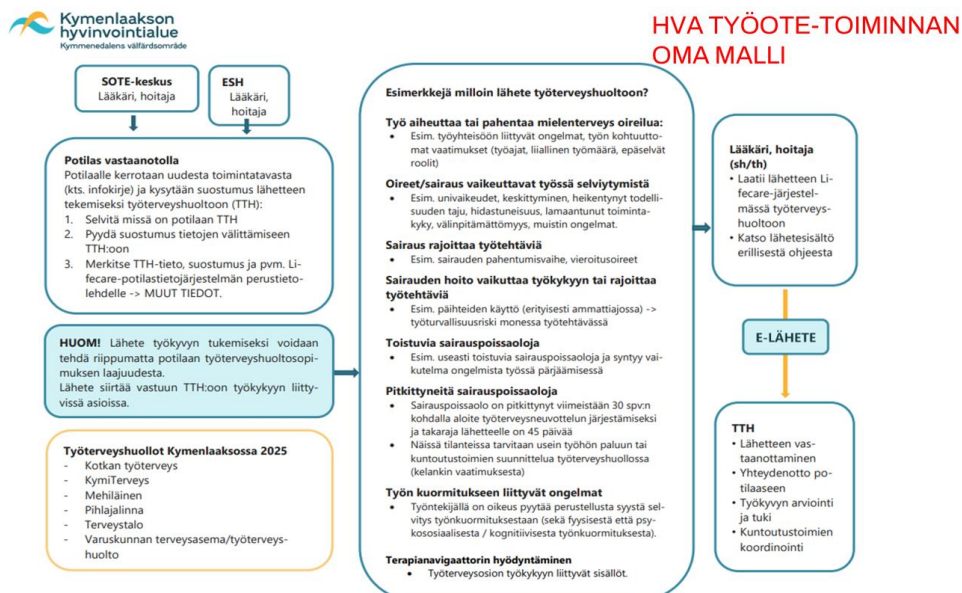 Kymenlaakson
hyvinvointialue
Kymmenedalens välfärdsområde
HVA TYÖOTE-TOIMINNAN
OMA MALLI
SOTE-keskus
Lääkäri, hoitaja
ESH
Lääkäri,
hoitaja
Potilas vastaanotolla
Potilaalle kerrotaan uudesta toimintatavasta
(kts. infokirje) ja kysytään suostumus lähetteen
tekemiseksi työterveyshuoltoon (TTH):
1. Selvitä missä on potilaan TTH
2. Pyydä suostumus tietojen välittämiseen
TTH:oon
3. Merkitse TTH-tieto, suostumus ja pvm. Li-
fecare-potilastietojärjestelmän perustieto-
lehdelle -> MUUT TIEDOT.
HUOM! Lähete työkyvyn tukemiseksi voidaan
tehdä riippumatta potilaan työterveyshuoltosopi-
muksen laajuudesta.
Lähete siirtää vastuun TTH:oon työkykyyn liitty-
vissä asioissa.
Työterveyshuollot Kymenlaaksossa 2025
- Kotkan työterveys
- KymiTerveys
- Mehiläinen
- Pihlajalinna
- Terveystalo
- Varuskunnan terveysasema/työterveys-
huolto
Esimerkkejä milloin lähete työterveyshuoltoon?
Työ aiheuttaa tai pahentaa mielenterveys oireilua:
• Esim. työyhteisöön liittyvät ongelmat, työn kohtuutto-
mat vaatimukset (työajat, liiallinen työmäärä, epäselvät
roolit)
Oireet/sairaus vaikeuttavat työssä selviytymistä
• Esim. univaikeudet, keskittyminen, heikentynyt todelli-
suuden taju, hidastuneisuus, lamaantunut toiminta-
kyky, välinpitämättömyys, muistin ongelmat.
Sairaus rajoittaa työtehtäviä
• Esim. sairauden pahentumisvaihe, vieroitusoireet
Sairauden hoito vaikuttaa työkykyyn tai rajoittaa
työtehtäviä
• Esim. päihteiden käyttö (erityisesti ammattiajossa) ->
työturvallisuusriski monessa työtehtävässä
Toistuvia sairauspoissaoloja
• Esim. useasti toistuvia sairauspoissaoloja ja syntyy vai-
kutelma ongelmista työssä pärjäämisessä
Pitkittyneitä sairauspoissaoloja
• Sairauspoissaolo on pitkittynyt viimeistään 30 spv:n
kohdalla aloite työterveysneuvottelun järjestämiseksi
ja takaraja lähetteelle on 45 päivää
• Näissä tilanteissa tarvitaan usein työhön paluun tai
kuntoutustoimien suunnittelua työterveyshuollossa
(kelankin vaatimuksesta)
Työn kuormitukseen liittyvät ongelmat
• Työntekijällä on oikeus pyytää perustellusta syystä sel-
vitys työnkuormituksestaan (sekä fyysisestä että psy-
kososiaalisesta / kognitiivisesta työnkuormituksesta).
Terapianavigaattorin hyödyntäminen
• Työterveysosion työkykyyn liittyvät sisällöt.
Lääkäri, hoitaja
(sh/th)
• Laatii lähetteen Li-
fecare-järjestel-
mässä työterveys-
huoltoon
• Katso lähetesisältö
erillisestä ohjeesta
E-LÄHETE
TTH
• Lähetteen vas-
taanottaminen
• Yhteydenotto po-
tilaaseen
• Työkyvyn arviointi
ja tuki
• Kuntoutustoimien
koordinointi